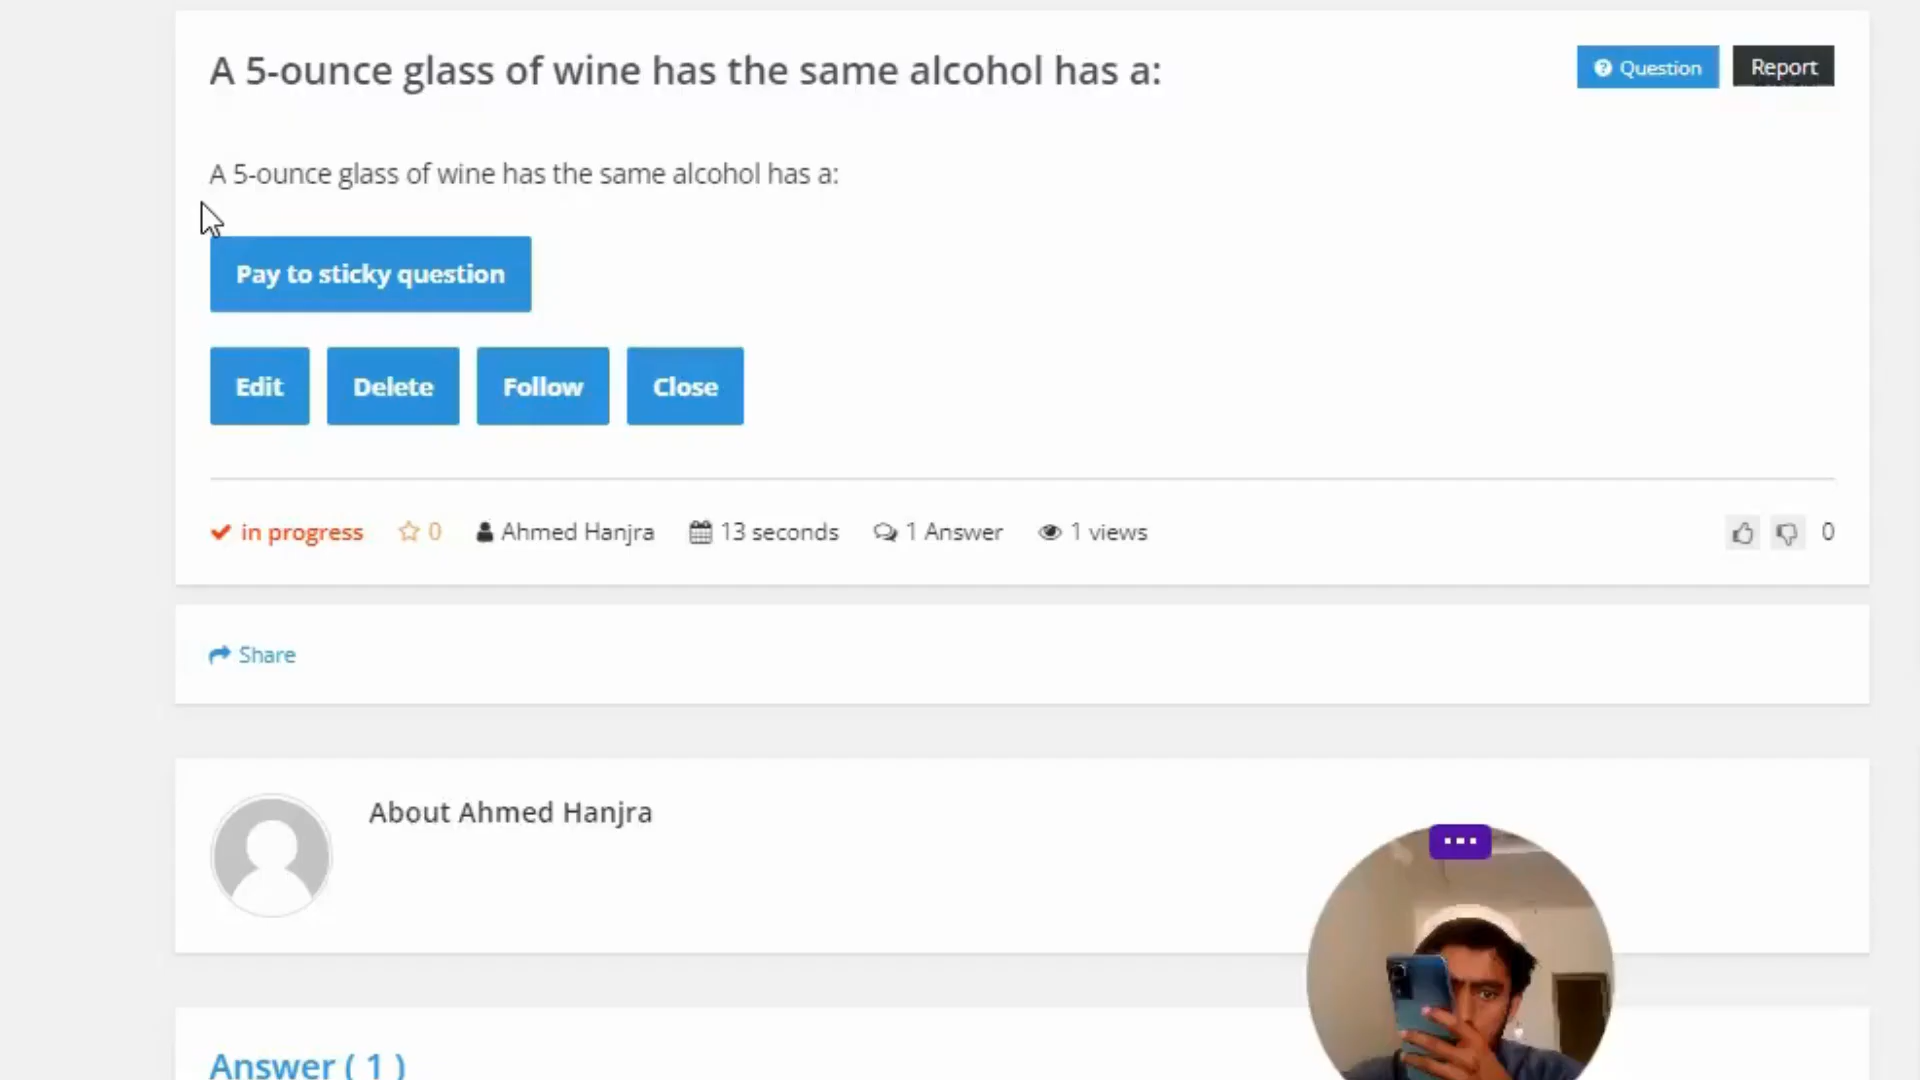 A 5-ounce glass of wine has the same alcohol has a:
Question
Report
A 5-ounce glass of wine has the same alcohol has a:
Pay to sticky question
Edit
Delete
Follow
Close
in progress
0
Ahmed Hanjra
13 seconds
1 Answer
1 views
0
Share
About Ahmed Hanjra
Answer ( 1 )